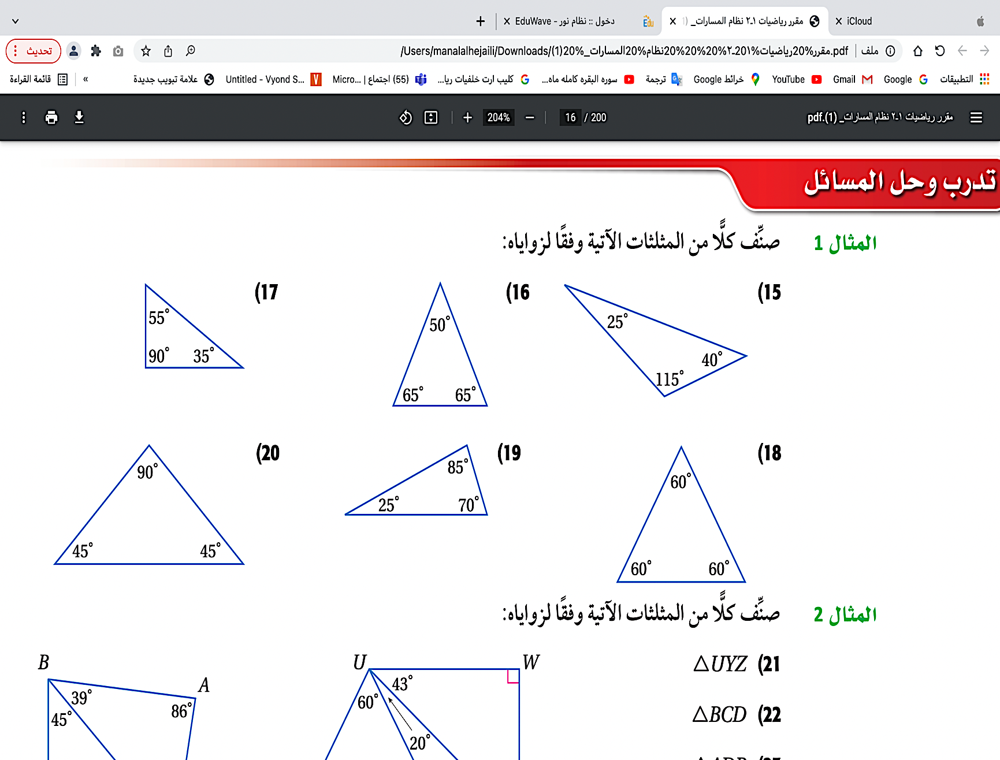 iCloud
مقرر رياضيات ١-٢ نظام المسارات_ (1
دخول :: نظام نور - EduWave
ملف
/Users/manalalhejaili/Downloads/مقرر%20رياضيات%20١-٢%20%20%20نظام%20المسارات_%20(1).pdf
تحديث
التطبيقات
Google
Gmail
YouTube
خرائط Google
ترجمة
سوره البقره كامله ماه...
كليب ارت خلفيات ريا...
(55) اجتماع | Micro...
Untitled - Vyond S...
علامة تبويب جديدة
»
قائمة القراءة
مقرر رياضيات ١-٢ نظام المسارات_ (1).pdf
16 / 200
204%
تدرب وحل المسائل
المثال 1 صنِّف كلًّا من المثلثات الآتية وفقًا لزواياه:
(15
25°
40°
115°
(16
50°
65° 65°
(17
55°
90° 35°
(18
60°
60° 60°
(19
85°
25° 70°
(20
90°
45° 45°
المثال 2 صنِّف كلًّا من المثلثات الآتية وفقًا لزواياه:
(21 △UYZ
(22 △BCD
U W
43°
60°
20°
B
A
39°
86°
45°